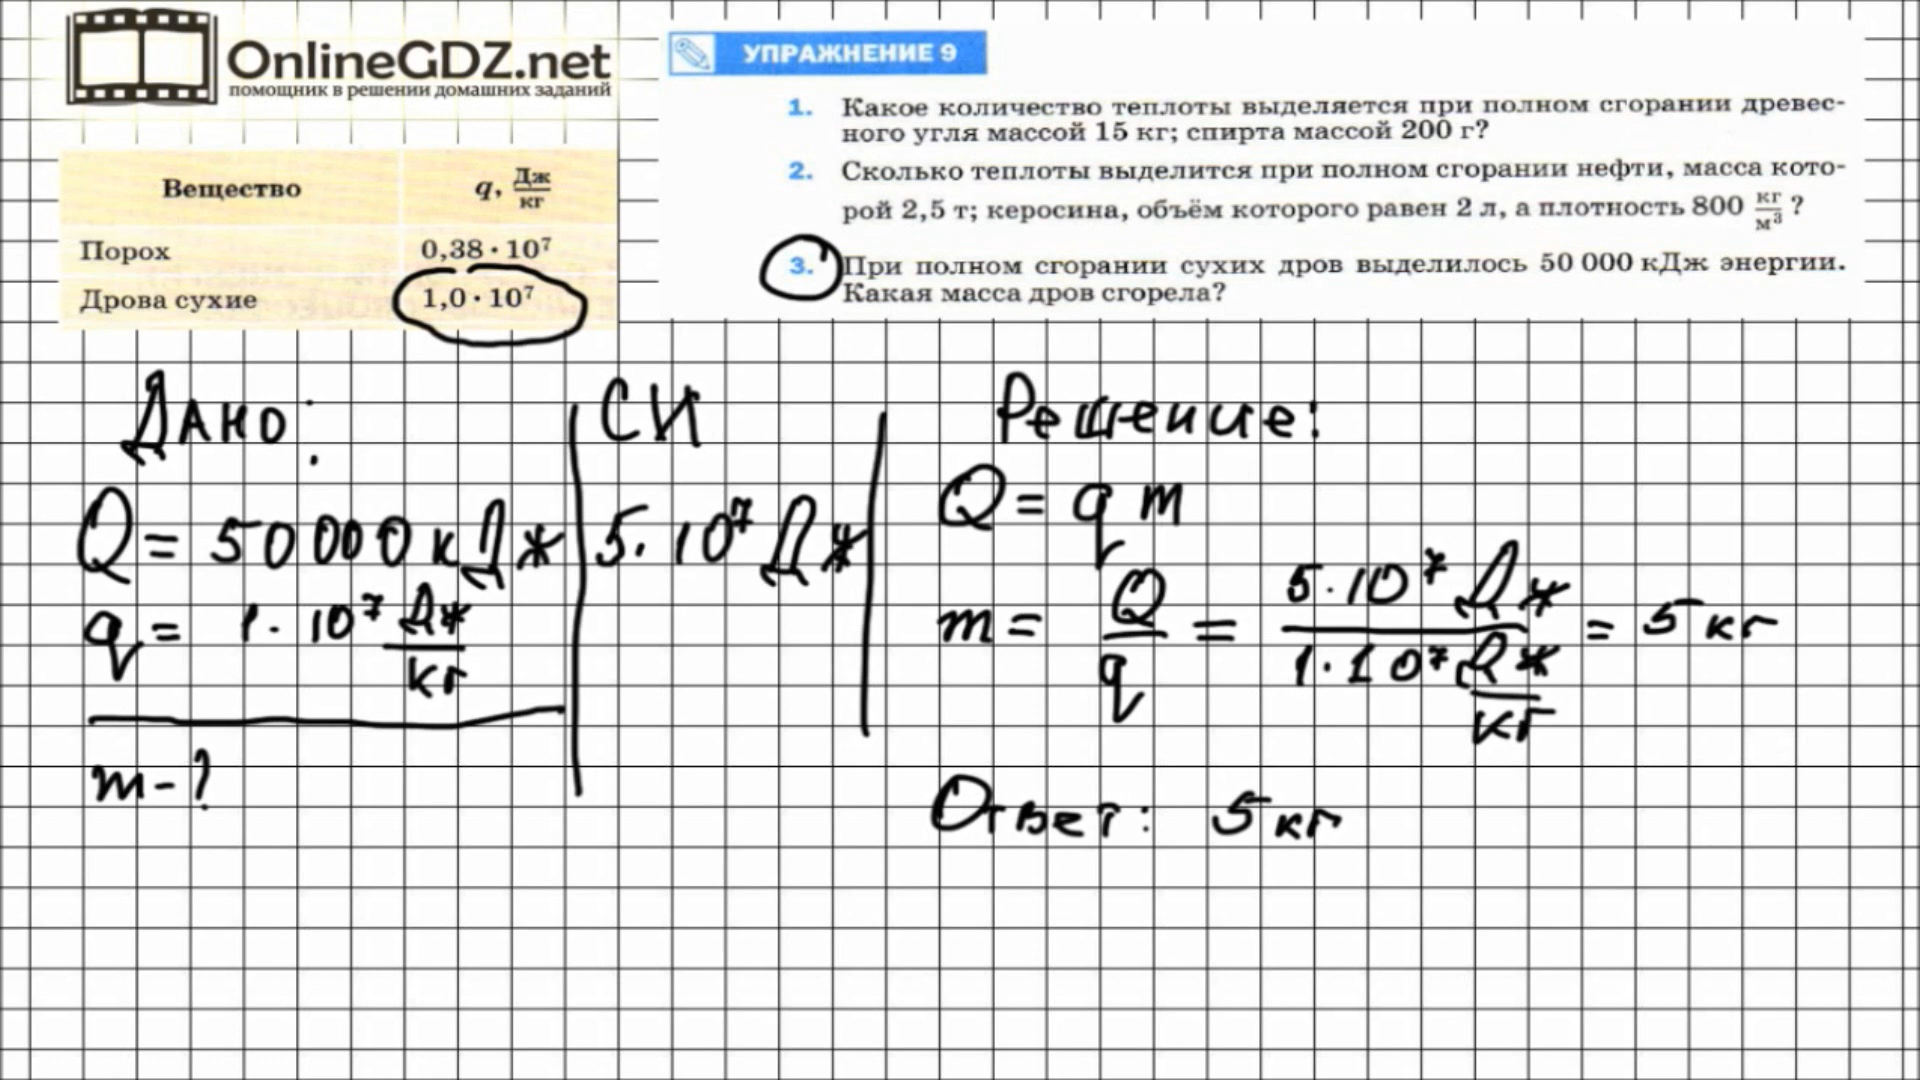 OnlineGDZ.net
помощник в решении домашних заданий
Вещество q, Дж/кг
Порох 0,38 · 10⁷
Дрова сухие 1,0 · 10⁷
УПРАЖНЕНИЕ 9
1. Какое количество теплоты выделяется при полном сгорании древес-
ного угля массой 15 кг; спирта массой 200 г?
2. Сколько теплоты выделится при полном сгорании нефти, масса кото-
рой 2,5 т; керосина, объём которого равен 2 л, а плотность 800 кг/м³ ?
3. При полном сгорании сухих дров выделилось 50 000 кДж энергии.
Какая масса дров сгорела?
Дано:
Q = 50 000 кДж
q = 1 · 10⁷ Дж/кг
m - ?
СИ
5 · 10⁷ Дж
Решение:
Q = q m
m = Q/q = 5 · 10⁷ Дж / 1 · 10⁷ Дж/кг = 5 кг
Ответ: 5 кг